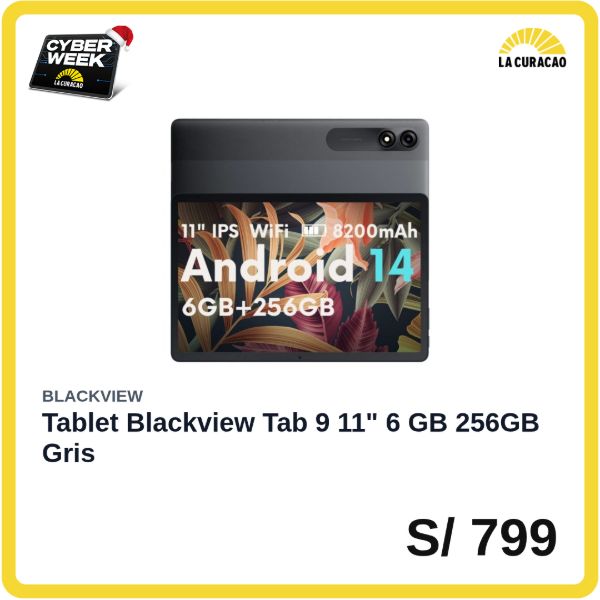 CYBER
WEEK
LA CURACAO
LA CURACAO
11" IPS WiFi 8200mAh
Android 14
6GB+256GB
BLACKVIEW
Tablet Blackview Tab 9 11" 6 GB 256GB
Gris
S/ 799